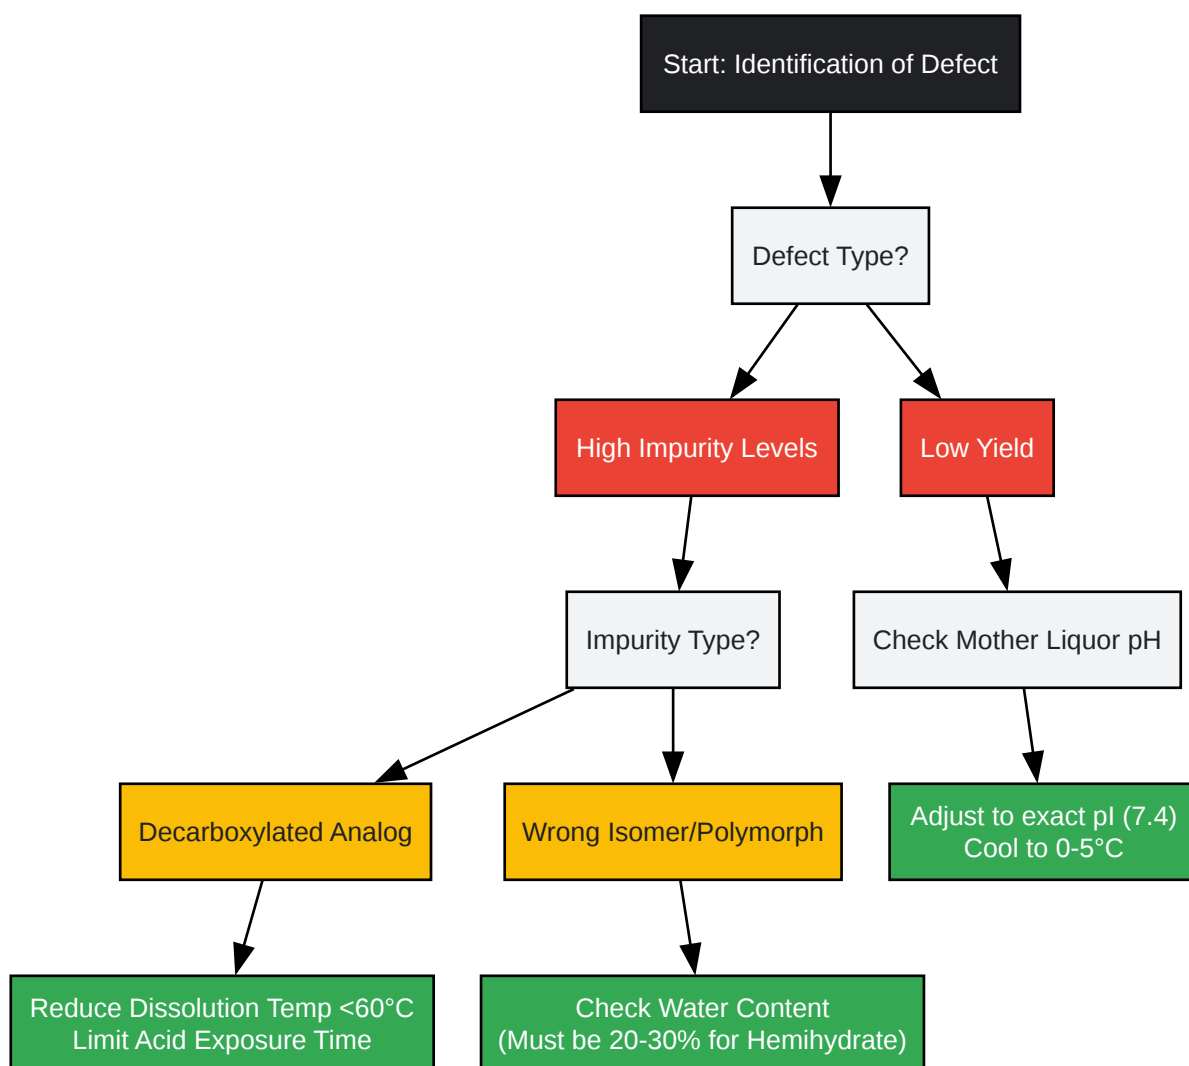 Start: Identification of Defect
Defect Type?
High Impurity Levels
Low Yield
Impurity Type?
Check Mother Liquor pH
Decarboxylated Analog
Wrong Isomer/Polymorph
Adjust to exact pI (7.4)
Cool to 0-5°C
Reduce Dissolution Temp <60°C
Limit Acid Exposure Time
Check Water Content
(Must be 20-30% for Hemihydrate)